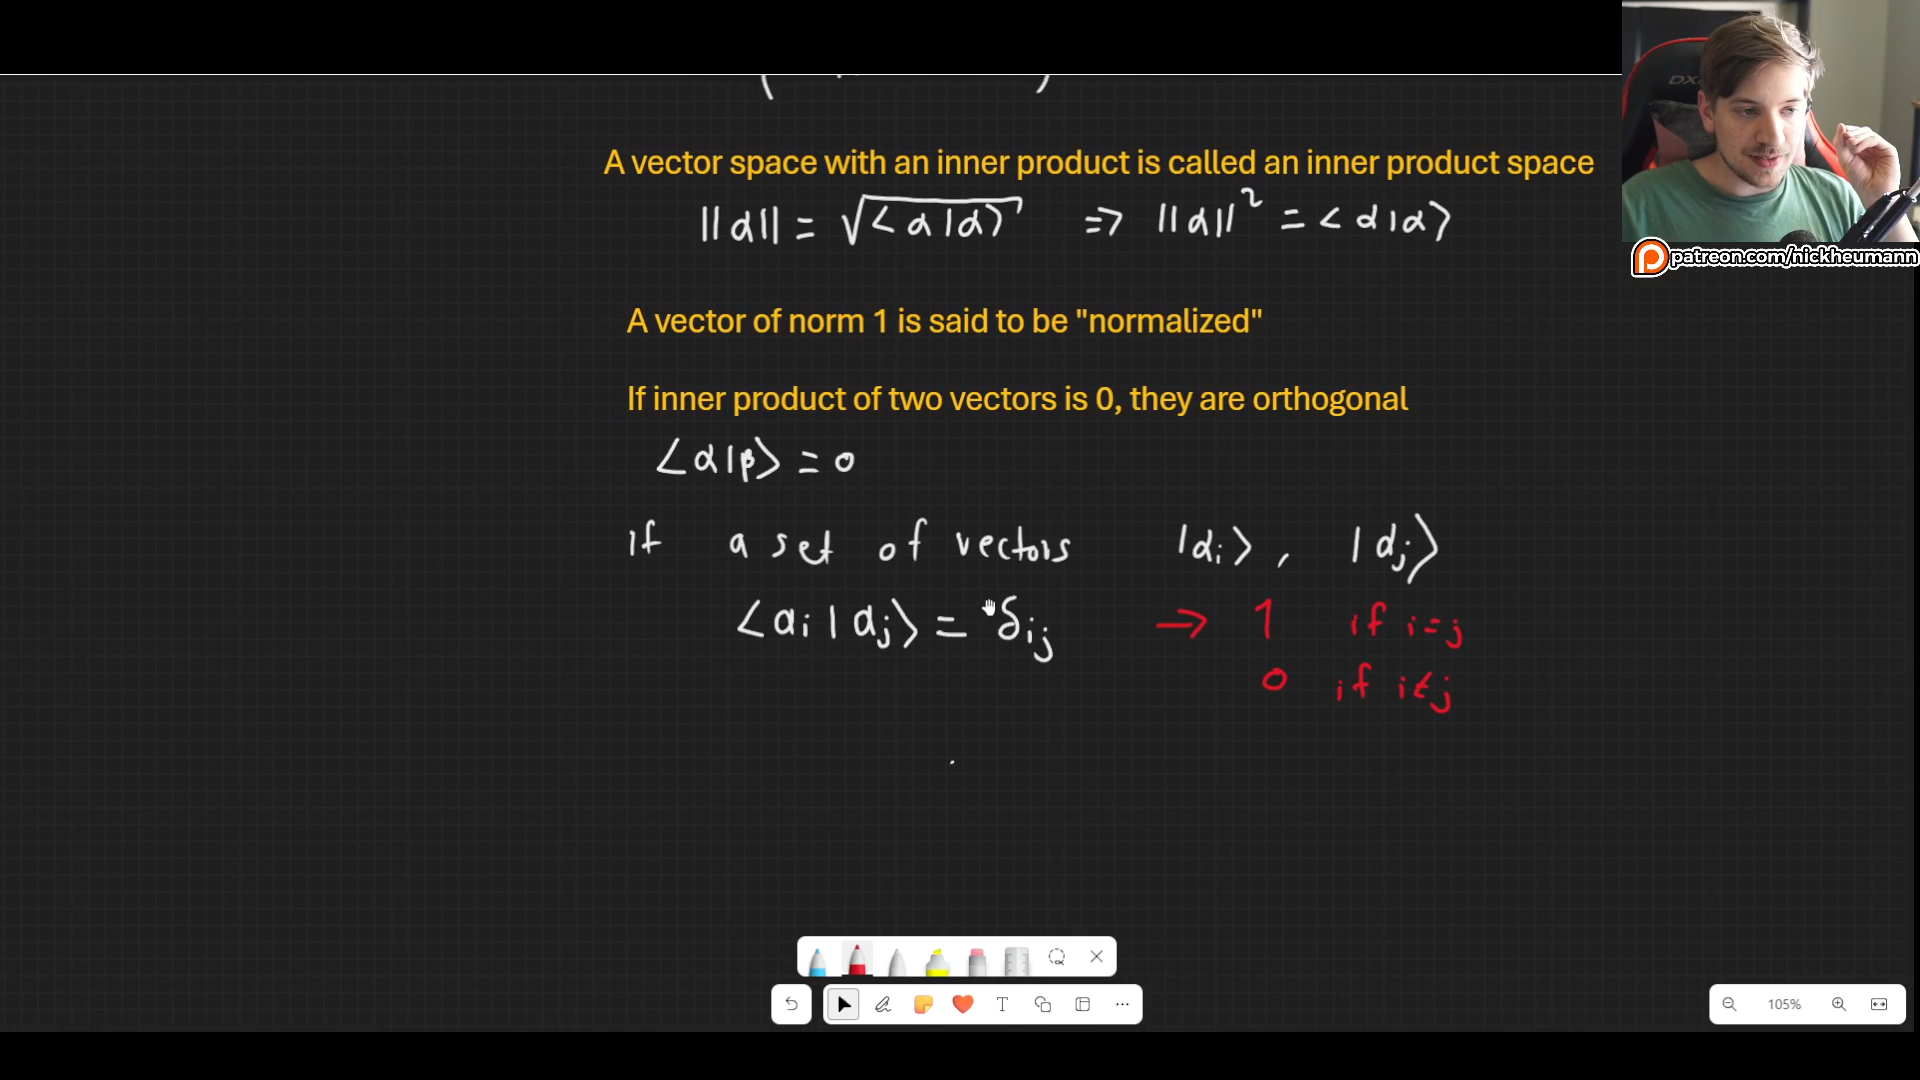 DX
patreon.com/nickheumann
A vector space with an inner product is called an inner product space
||α|| = √<α|α> => ||α||² = <α|α>
A vector of norm 1 is said to be "normalized"
If inner product of two vectors is 0, they are orthogonal
<α|β> = 0
if a set of vectors |αi>, |αj>
<αi|αj> = δij → 1 if i=j
0 if i≠j
105%